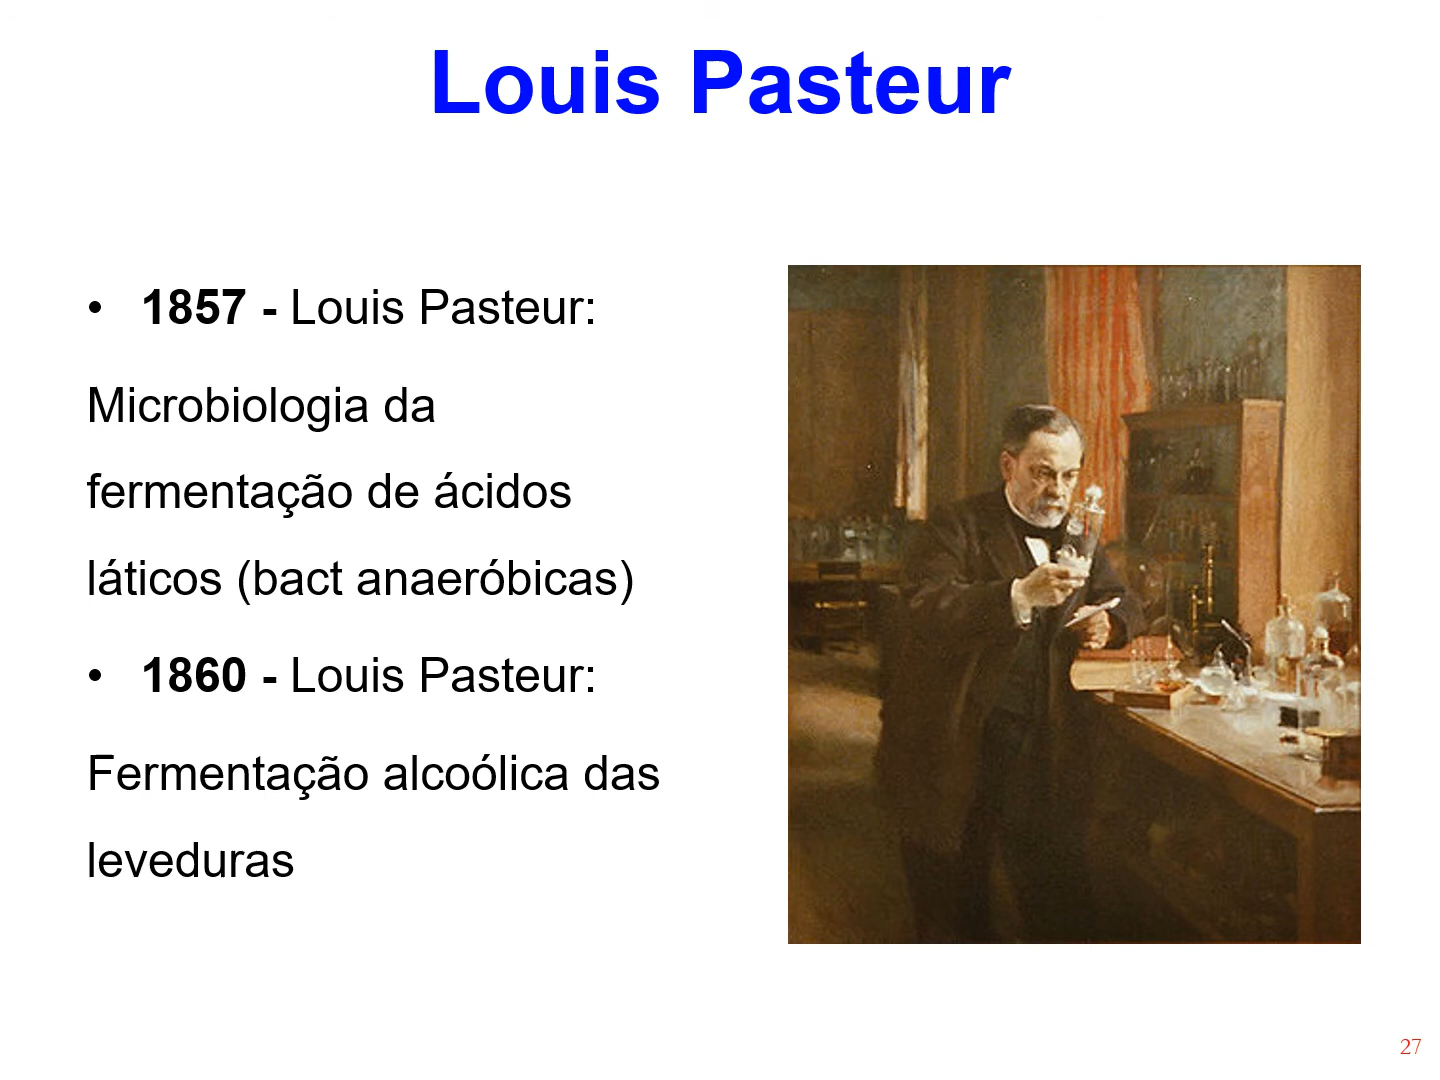 Louis Pasteur
• 1857 - Louis Pasteur:
Microbiologia da
fermentação de ácidos
láticos (bact anaeróbicas)
• 1860 - Louis Pasteur:
Fermentação alcoólica das
leveduras
27